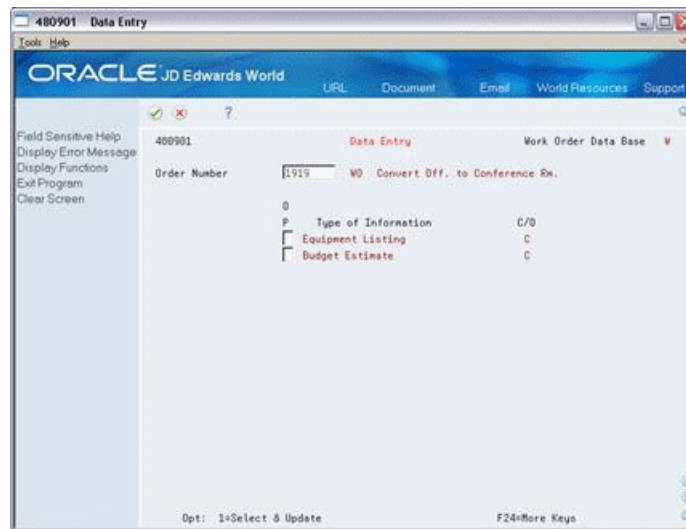 480901 Data Entry
Tools Help
ORACLE JD Edwards World
URL Document Email World Resources Support
?
Field Sensitive Help
Display Error Message
Display Functions
Exit Program
Clear Screen
480901 Data Entry Work Order Data Base W
Order Number 1919 WO Convert Off. to Conference Rm.
O
P Type of Information C/O
Equipment Listing C
Budget Estimate C
Opt: 1=Select & Update F24=More Keys